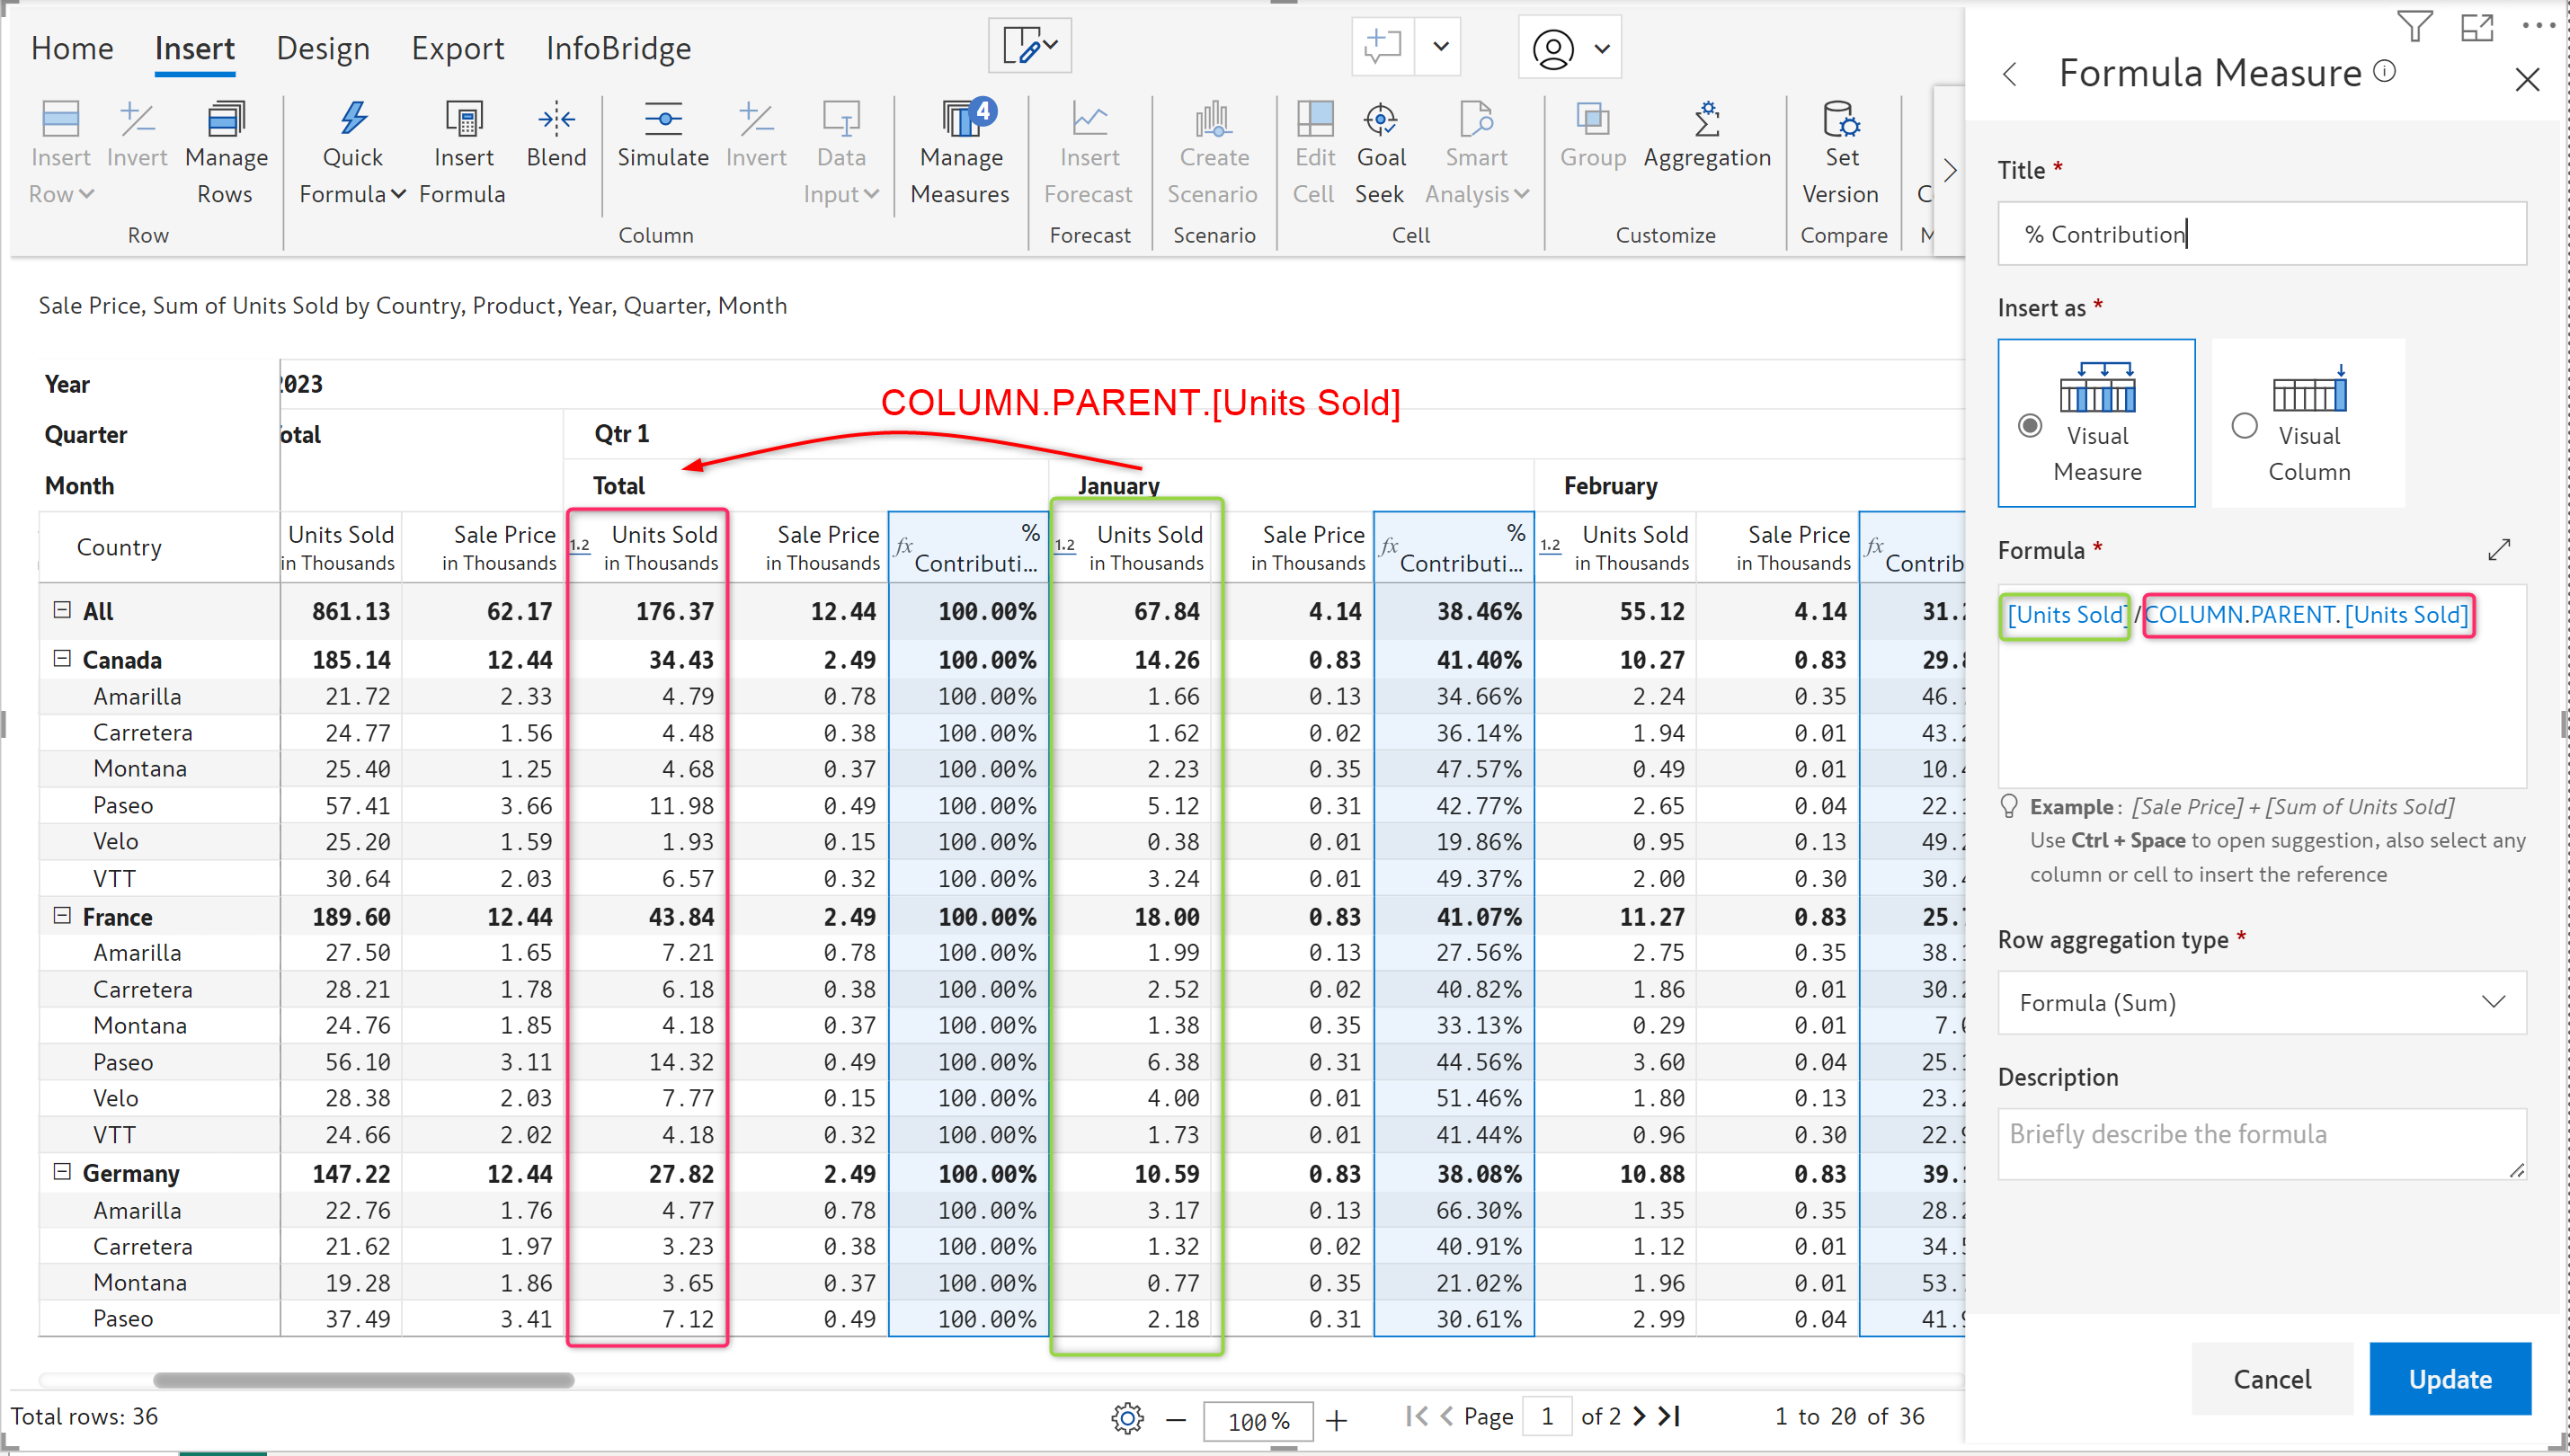 Home Insert Design Export InfoBridge
Insert Invert Manage Quick Insert Blend Simulate Invert Data Manage 4 Insert Create Edit Goal Smart Group Aggregation Set
Row Rows Formula Formula Input Measures Forecast Scenario Cell Seek Analysis Version
Row Column Forecast Scenario Cell Customize Compare
Sale Price, Sum of Units Sold by Country, Product, Year, Quarter, Month
COLUMN.PARENT.[Units Sold]
Year 2023
Quarter Total Qtr 1
Month Total January February
Country Units Sold Sale Price 1.2 Units Sold Sale Price fx % 1.2 Units Sold Sale Price fx % 1.2 Units Sold Sale Price fx
in Thousands in Thousands in Thousands in Thousands Contributi... in Thousands in Thousands Contributi... in Thousands in Thousands Contrib
All 861.13 62.17 176.37 12.44 100.00% 67.84 4.14 38.46% 55.12 4.14 31.
Canada 185.14 12.44 34.43 2.49 100.00% 14.26 0.83 41.40% 10.27 0.83 29.
Amarilla 21.72 2.33 4.79 0.78 100.00% 1.66 0.13 34.66% 2.24 0.35 46.
Carretera 24.77 1.56 4.48 0.38 100.00% 1.62 0.02 36.14% 1.94 0.01 43.
Montana 25.40 1.25 4.68 0.37 100.00% 2.23 0.35 47.57% 0.49 0.01 10.
Paseo 57.41 3.66 11.98 0.49 100.00% 5.12 0.31 42.77% 2.65 0.04 22.
Velo 25.20 1.59 1.93 0.15 100.00% 0.38 0.01 19.86% 0.95 0.13 49.
VTT 30.64 2.03 6.57 0.32 100.00% 3.24 0.01 49.37% 2.00 0.30 30.
France 189.60 12.44 43.84 2.49 100.00% 18.00 0.83 41.07% 11.27 0.83 25.
Amarilla 27.50 1.65 7.21 0.78 100.00% 1.99 0.13 27.56% 2.75 0.35 38.
Carretera 28.21 1.78 6.18 0.38 100.00% 2.52 0.02 40.82% 1.86 0.01 30.
Montana 24.76 1.85 4.18 0.37 100.00% 1.38 0.35 33.13% 0.29 0.01 7.
Paseo 56.10 3.11 14.32 0.49 100.00% 6.38 0.31 44.56% 3.60 0.04 25.
Velo 28.38 2.03 7.77 0.15 100.00% 4.00 0.01 51.46% 1.80 0.13 23.
VTT 24.66 2.02 4.18 0.32 100.00% 1.73 0.01 41.44% 0.96 0.30 22.
Germany 147.22 12.44 27.82 2.49 100.00% 10.59 0.83 38.08% 10.88 0.83 39.
Amarilla 22.76 1.76 4.77 0.78 100.00% 3.17 0.13 66.30% 1.35 0.35 28.
Carretera 21.62 1.97 3.23 0.38 100.00% 1.32 0.02 40.91% 1.12 0.01 34.
Montana 19.28 1.86 3.65 0.37 100.00% 0.77 0.35 21.02% 1.96 0.01 53.
Paseo 37.49 3.41 7.12 0.49 100.00% 2.18 0.31 30.61% 2.99 0.04 41.
Total rows: 36 100% Page 1 of 2 1 to 20 of 36
Formula Measure
Title *
% Contribution
Insert as *
Visual Measure
Visual Column
Formula *
[Units Sold]/COLUMN.PARENT.[Units Sold]
Example: [Sale Price] + [Sum of Units Sold]
Use Ctrl + Space to open suggestion, also select any
column or cell to insert the reference
Row aggregation type *
Formula (Sum)
Description
Briefly describe the formula
Cancel Update